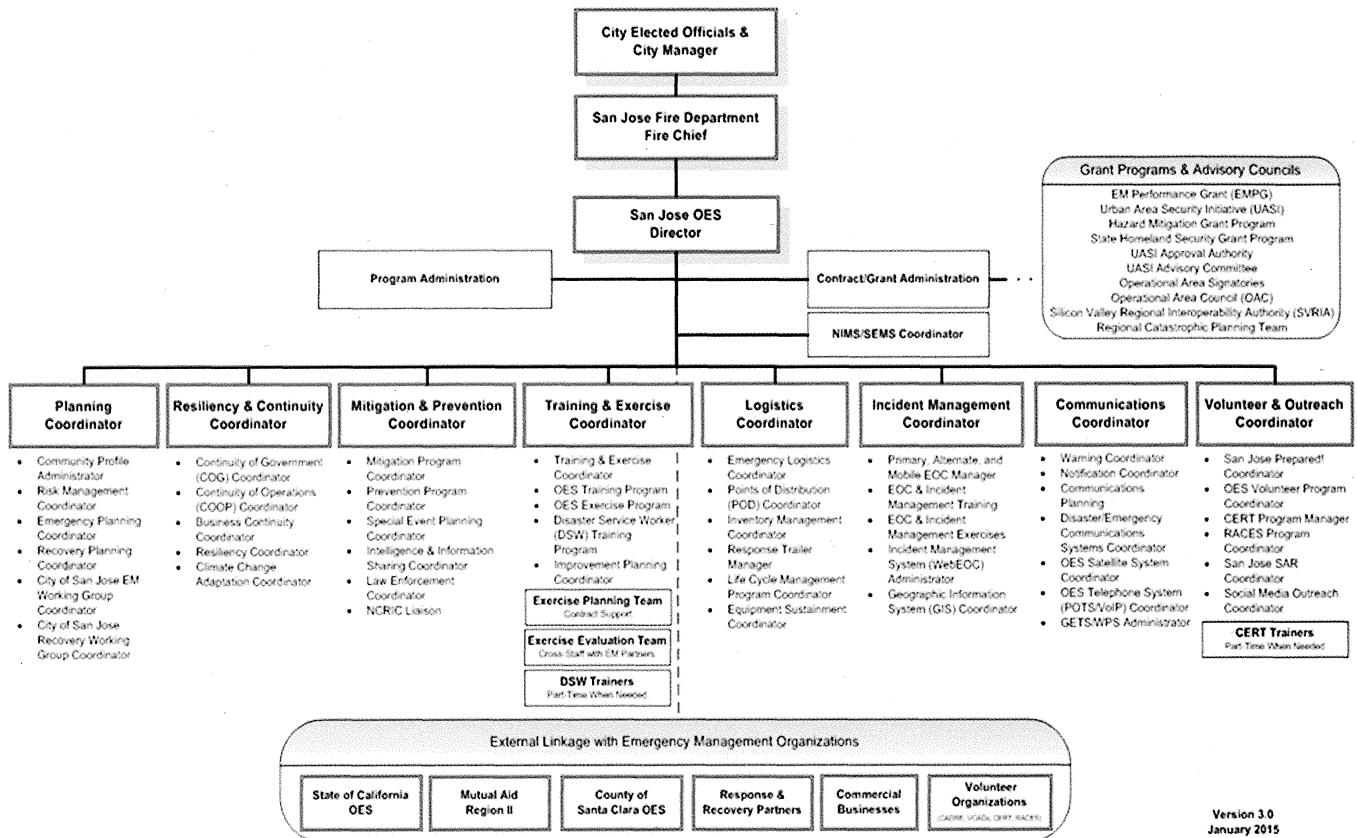 City Elected Officials &
City Manager
San Jose Fire Department
Fire Chief
San Jose OES
Director
Program Administration
Contract/Grant Administration
NIMS/SEMS Coordinator
Grant Programs & Advisory Councils
EM Performance Grant (EMPG)
Urban Area Security Initiative (UASI)
Hazard Mitigation Grant Program
State Homeland Security Grant Program
UASI Approval Authority
UASI Advisory Committee
Operational Area Signatories
Operational Area Council (OAC)
Silicon Valley Regional Interoperability Authority (SVRIA)
Regional Catastrophic Planning Team
Planning
Coordinator
• Community Profile
Administrator
• Risk Management
Coordinator
• Emergency Planning
Coordinator
• Recovery Planning
Coordinator
• City of San Jose EM
Working Group
Coordinator
• City of San Jose
Recovery Working
Group Coordinator
Resiliency & Continuity
Coordinator
• Continuity of Government
(COG) Coordinator
• Continuity of Operations
(COOP) Coordinator
• Business Continuity
Coordinator
• Resiliency Coordinator
• Climate Change
Adaptation Coordinator
Mitigation & Prevention
Coordinator
• Mitigation Program
Coordinator
• Prevention Program
Coordinator
• Special Event Planning
Coordinator
• Intelligence & Information
Sharing Coordinator
• Law Enforcement
Coordinator
• NCRIC Liaison
Training & Exercise
Coordinator
• Training & Exercise
Coordinator
• OES Training Program
• OES Exercise Program
• Disaster Service Worker
(DSW) Training
Program
• Improvement Planning
Coordinator
Exercise Planning Team
Contract Support
Exercise Evaluation Team
Cross-Staff with EM Partners
DSW Trainers
Part-Time When Needed
Logistics
Coordinator
• Emergency Logistics
Coordinator
• Points of Distribution
(POD) Coordinator
• Inventory Management
Coordinator
• Response Trailer
Manager
• Life Cycle Management
Program Coordinator
• Equipment Sustainment
Coordinator
Incident Management
Coordinator
• Primary, Alternate, and
Mobile EOC Manager
• EOC & Incident
Management Training
• EOC & Incident
Management Exercises
• Incident Management
System (WebEOC)
Administrator
• Geographic Information
System (GIS) Coordinator
Communications
Coordinator
• Warning Coordinator
• Notification Coordinator
• Communications
Planning
• Disaster/Emergency
Communications
Systems Coordinator
• OES Satellite System
Coordinator
• OES Telephone System
(POTS/VoIP) Coordinator
• GETS/WPS Administrator
Volunteer & Outreach
Coordinator
• San Jose Prepared!
Coordinator
• OES Volunteer Program
Coordinator
• CERT Program Manager
• RACES Program
Coordinator
• San Jose SAR
Coordinator
• Social Media Outreach
Coordinator
CERT Trainers
Part-Time When Needed
External Linkage with Emergency Management Organizations
State of California
OES
Mutual Aid
Region II
County of
Santa Clara OES
Response &
Recovery Partners
Commercial
Businesses
Volunteer
Organizations
(CADRE, VOADs, CERT, RACES)
Version 3.0
January 2015